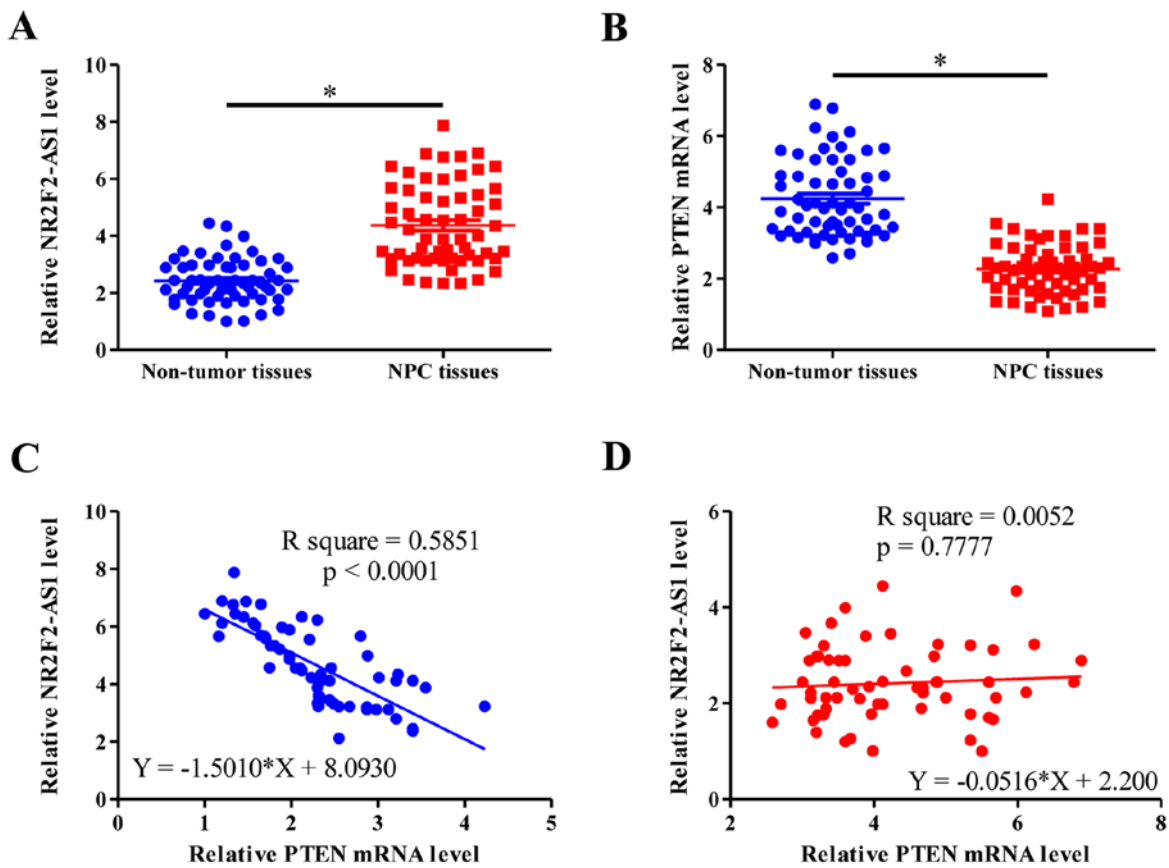 A
Relative NR2F2-AS1 level
10
8
6
4
2
0
*
Non-tumor tissues
NPC tissues
B
Relative PTEN mRNA level
8
6
4
2
0
*
Non-tumor tissues
NPC tissues
C
Relative NR2F2-AS1 level
10
8
6
4
2
0
R square = 0.5851
p < 0.0001
Y = -1.5010*X + 8.0930
0 1 2 3 4 5
Relative PTEN mRNA level
D
Relative NR2F2-AS1 level
6
4
2
0
R square = 0.0052
p = 0.7777
Y = -0.0516*X + 2.200
2 4 6 8
Relative PTEN mRNA level